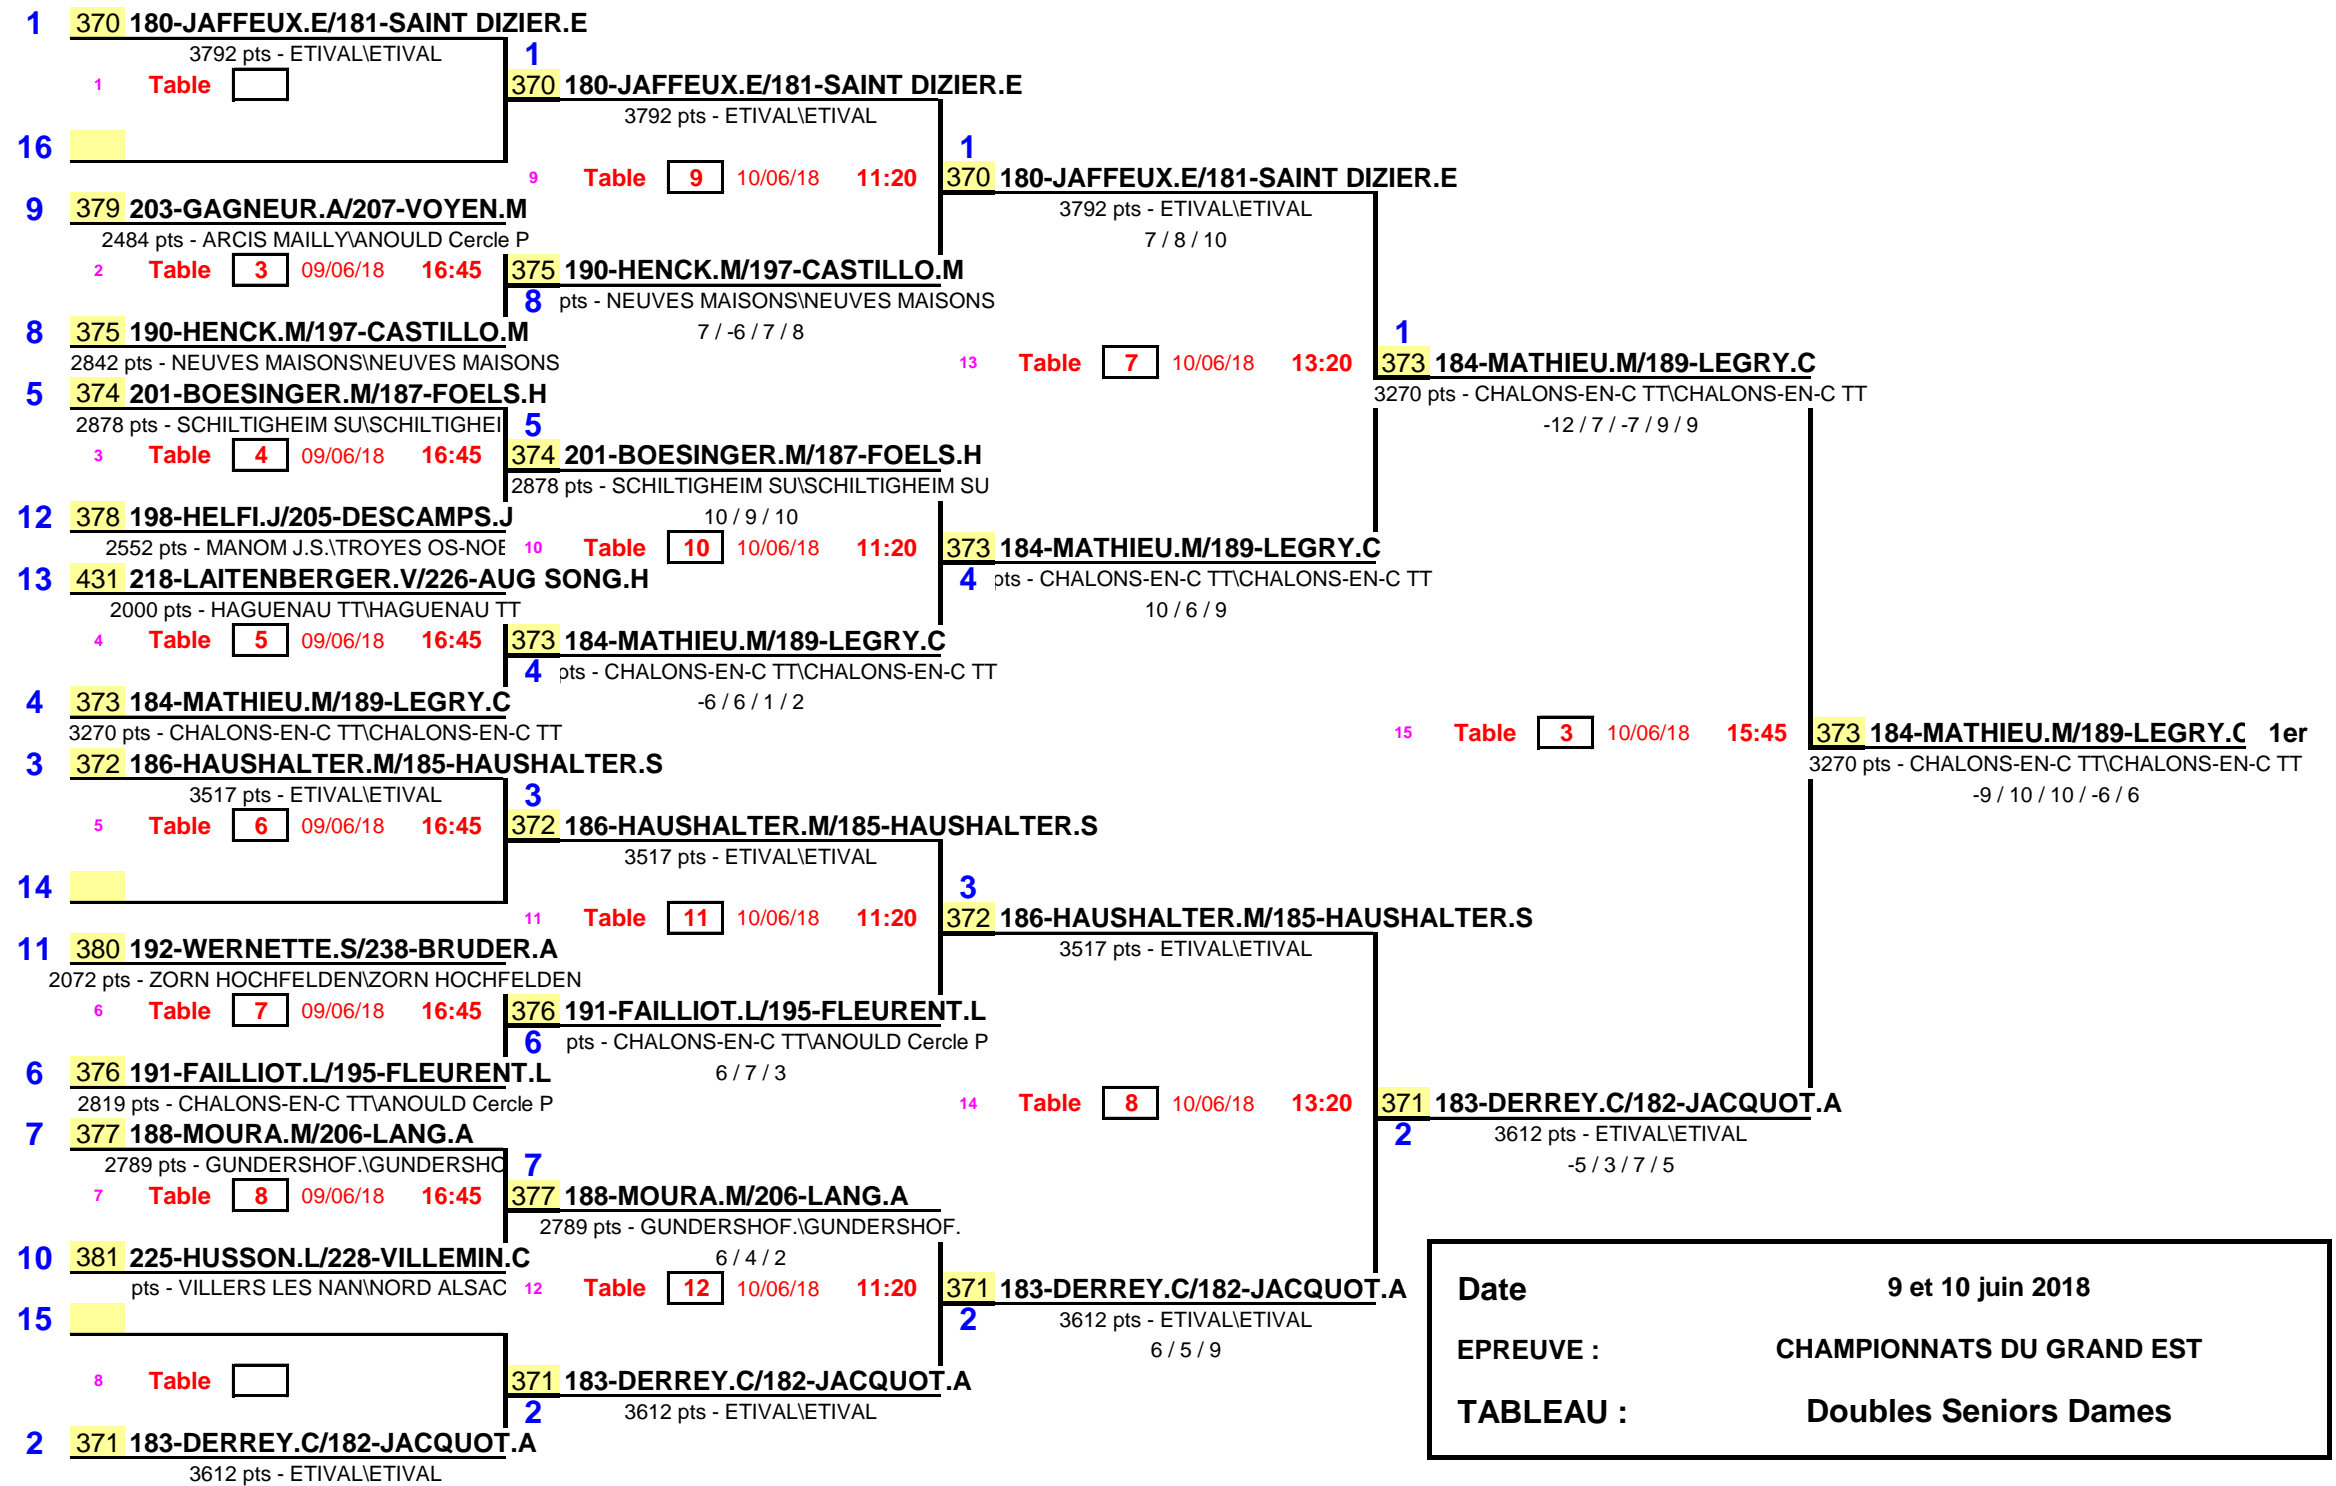 1 370 180-JAFFEUX.E/181-SAINT DIZIER.E
3792 pts - ETIVAL\ETIVAL
1 Table
16
9 379 203-GAGNEUR.A/207-VOYEN.M
2484 pts - ARCIS MAILLY\ANOULD Cercle P
2 Table 3 09/06/18 16:45
8 375 190-HENCK.M/197-CASTILLO.M
2842 pts - NEUVES MAISONS\NEUVES MAISONS
5 374 201-BOESINGER.M/187-FOELS.H
2878 pts - SCHILTIGHEIM SU\SCHILTIGHEI
3 Table 4 09/06/18 16:45
12 378 198-HELFI.J/205-DESCAMPS.J
2552 pts - MANOM J.S.\TROYES OS-NOE
13 431 218-LAITENBERGER.V/226-AUG SONG.H
2000 pts - HAGUENAU TT\HAGUENAU TT
4 Table 5 09/06/18 16:45
4 373 184-MATHIEU.M/189-LEGRY.C
3270 pts - CHALONS-EN-C TT\CHALONS-EN-C TT
3 372 186-HAUSHALTER.M/185-HAUSHALTER.S
3517 pts - ETIVAL\ETIVAL
5 Table 6 09/06/18 16:45
14
11 380 192-WERNETTE.S/238-BRUDER.A
2072 pts - ZORN HOCHFELDEN\ZORN HOCHFELDEN
6 Table 7 09/06/18 16:45
6 376 191-FAILLIOT.L/195-FLEURENT.L
2819 pts - CHALONS-EN-C TT\ANOULD Cercle P
7 377 188-MOURA.M/206-LANG.A
2789 pts - GUNDERSHOF.\GUNDERSHO
7 Table 8 09/06/18 16:45
10 381 225-HUSSON.L/228-VILLEMIN.C
pts - VILLERS LES NAN\NORD ALSAC
15
8 Table
2 371 183-DERREY.C/182-JACQUOT.A
3612 pts - ETIVAL\ETIVAL
1
370 180-JAFFEUX.E/181-SAINT DIZIER.E
3792 pts - ETIVAL\ETIVAL
9 Table 9 10/06/18 11:20
375 190-HENCK.M/197-CASTILLO.M
8 pts - NEUVES MAISONS\NEUVES MAISONS
7 / -6 / 7 / 8
5
374 201-BOESINGER.M/187-FOELS.H
2878 pts - SCHILTIGHEIM SU\SCHILTIGHEIM SU
10 / 9 / 10
10 Table 10 10/06/18 11:20
373 184-MATHIEU.M/189-LEGRY.C
4 pts - CHALONS-EN-C TT\CHALONS-EN-C TT
-6 / 6 / 1 / 2
3
372 186-HAUSHALTER.M/185-HAUSHALTER.S
3517 pts - ETIVAL\ETIVAL
11 Table 11 10/06/18 11:20
376 191-FAILLIOT.L/195-FLEURENT.L
6 pts - CHALONS-EN-C TT\ANOULD Cercle P
6 / 7 / 3
7
377 188-MOURA.M/206-LANG.A
2789 pts - GUNDERSHOF.\GUNDERSHOF.
6 / 4 / 2
12 Table 12 10/06/18 11:20
371 183-DERREY.C/182-JACQUOT.A
2 3612 pts - ETIVAL\ETIVAL
1
370 180-JAFFEUX.E/181-SAINT DIZIER.E
3792 pts - ETIVAL\ETIVAL
7 / 8 / 10
13 Table 7 10/06/18 13:20
373 184-MATHIEU.M/189-LEGRY.C
4 pts - CHALONS-EN-C TT\CHALONS-EN-C TT
10 / 6 / 9
3
372 186-HAUSHALTER.M/185-HAUSHALTER.S
3517 pts - ETIVAL\ETIVAL
14 Table 8 10/06/18 13:20
371 183-DERREY.C/182-JACQUOT.A
2 3612 pts - ETIVAL\ETIVAL
6 / 5 / 9
1
373 184-MATHIEU.M/189-LEGRY.C
3270 pts - CHALONS-EN-C TT\CHALONS-EN-C TT
-12 / 7 / -7 / 9 / 9
15 Table 3 10/06/18 15:45
371 183-DERREY.C/182-JACQUOT.A
2 3612 pts - ETIVAL\ETIVAL
-5 / 3 / 7 / 5
373 184-MATHIEU.M/189-LEGRY.C 1er
3270 pts - CHALONS-EN-C TT\CHALONS-EN-C TT
-9 / 10 / 10 / -6 / 6
Date 9 et 10 juin 2018
EPREUVE : CHAMPIONNATS DU GRAND EST
TABLEAU : Doubles Seniors Dames